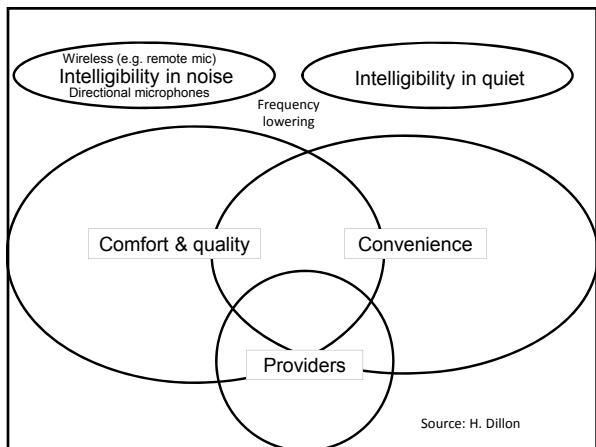 Wireless (e.g. remote mic)
Intelligibility in noise
Directional microphones
Intelligibility in quiet
Frequency
lowering
Comfort & quality
Convenience
Providers
Source: H. Dillon